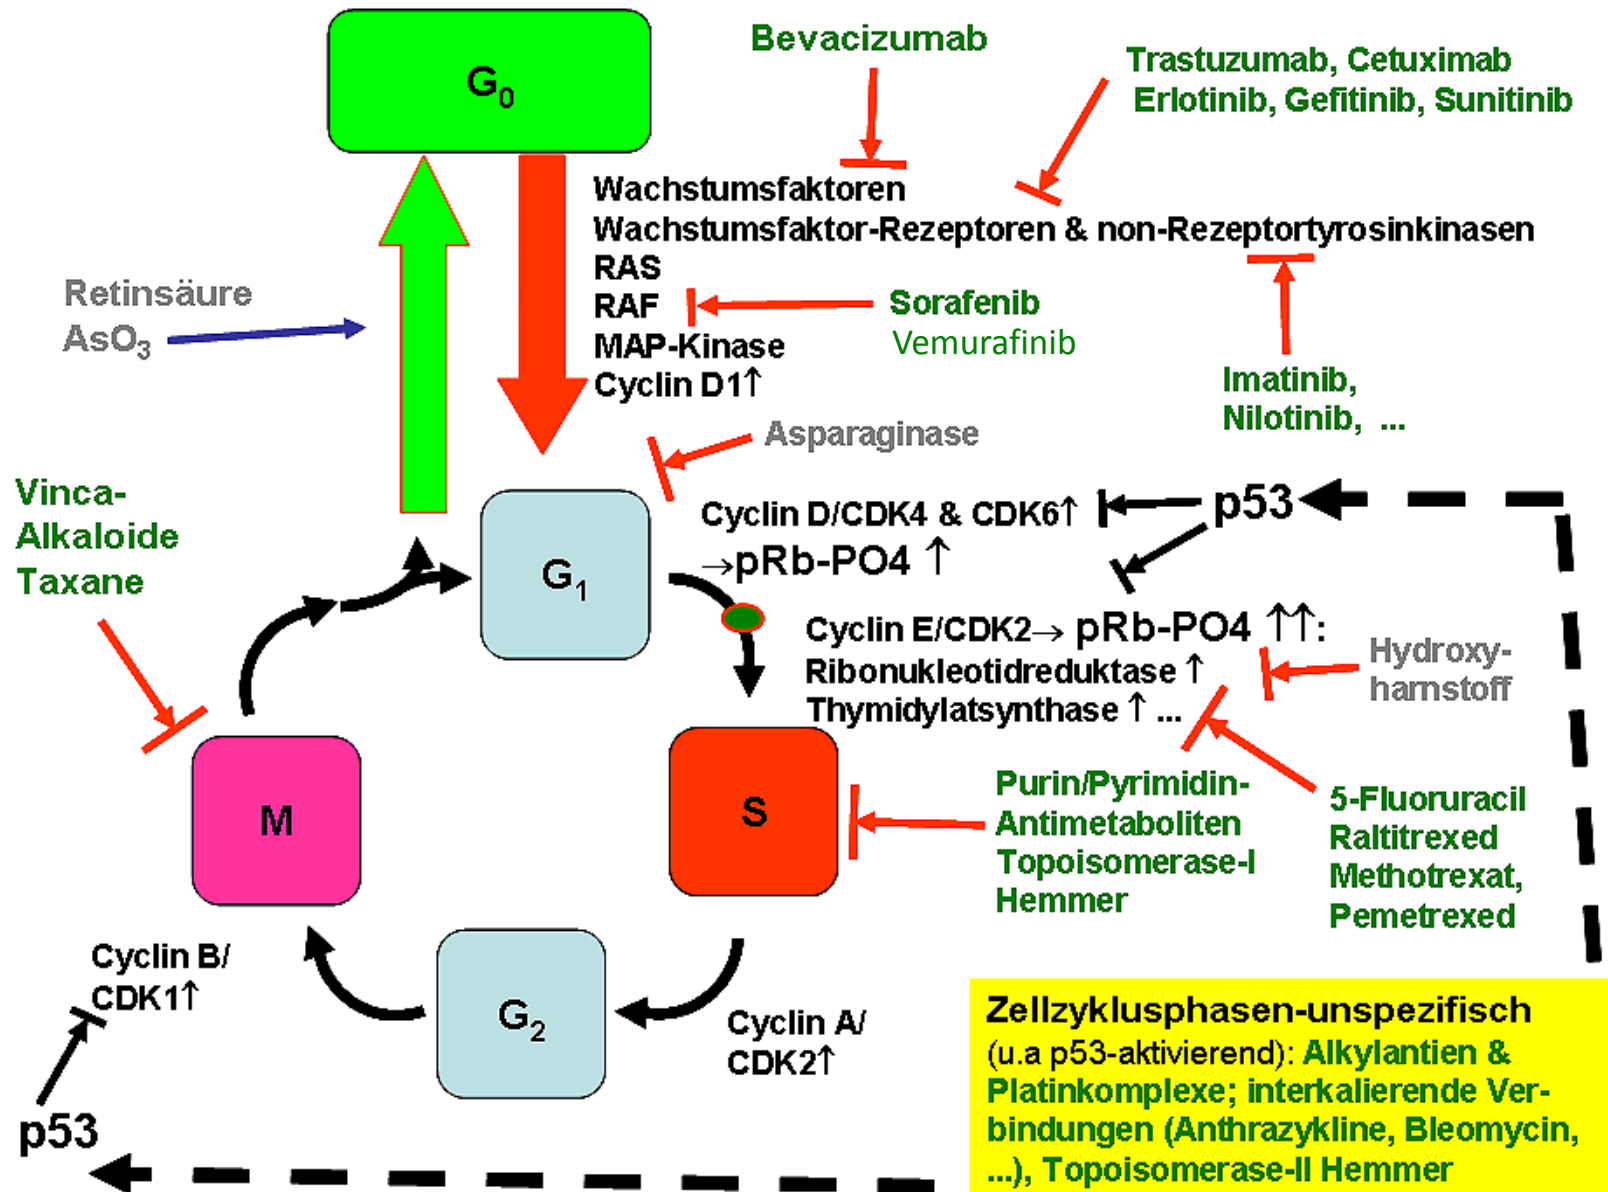 G0
Bevacizumab
Trastuzumab, Cetuximab
Erlotinib, Gefitinib, Sunitinib
Wachstumsfaktoren
Wachstumsfaktor-Rezeptoren & non-Rezeptortyrosinkinasen
RAS
RAF
MAP-Kinase
Cyclin D1↑
Retinsäure
AsO3
Sorafenib
Vemurafinib
Imatinib,
Nilotinib, ...
Asparaginase
Vinca-
Alkaloide
Taxane
G1
Cyclin D/CDK4 & CDK6↑
→pRb-PO4 ↑
p53
Cyclin E/CDK2→ pRb-PO4 ↑↑:
Ribonukleotidreduktase ↑
Thymidylatsynthase ↑ ...
Hydroxy-
harnstoff
M
S
Purin/Pyrimidin-
Antimetaboliten
Topoisomerase-I
Hemmer
5-Fluoruracil
Raltitrexed
Methotrexat,
Pemetrexed
Cyclin B/
CDK1↑
G2
Cyclin A/
CDK2↑
p53
Zellzyklusphasen-unspezifisch
(u.a p53-aktivierend): Alkylantien &
Platinkomplexe; interkalierende Ver-
bindungen (Anthrazykline, Bleomycin,
...), Topoisomerase-II Hemmer